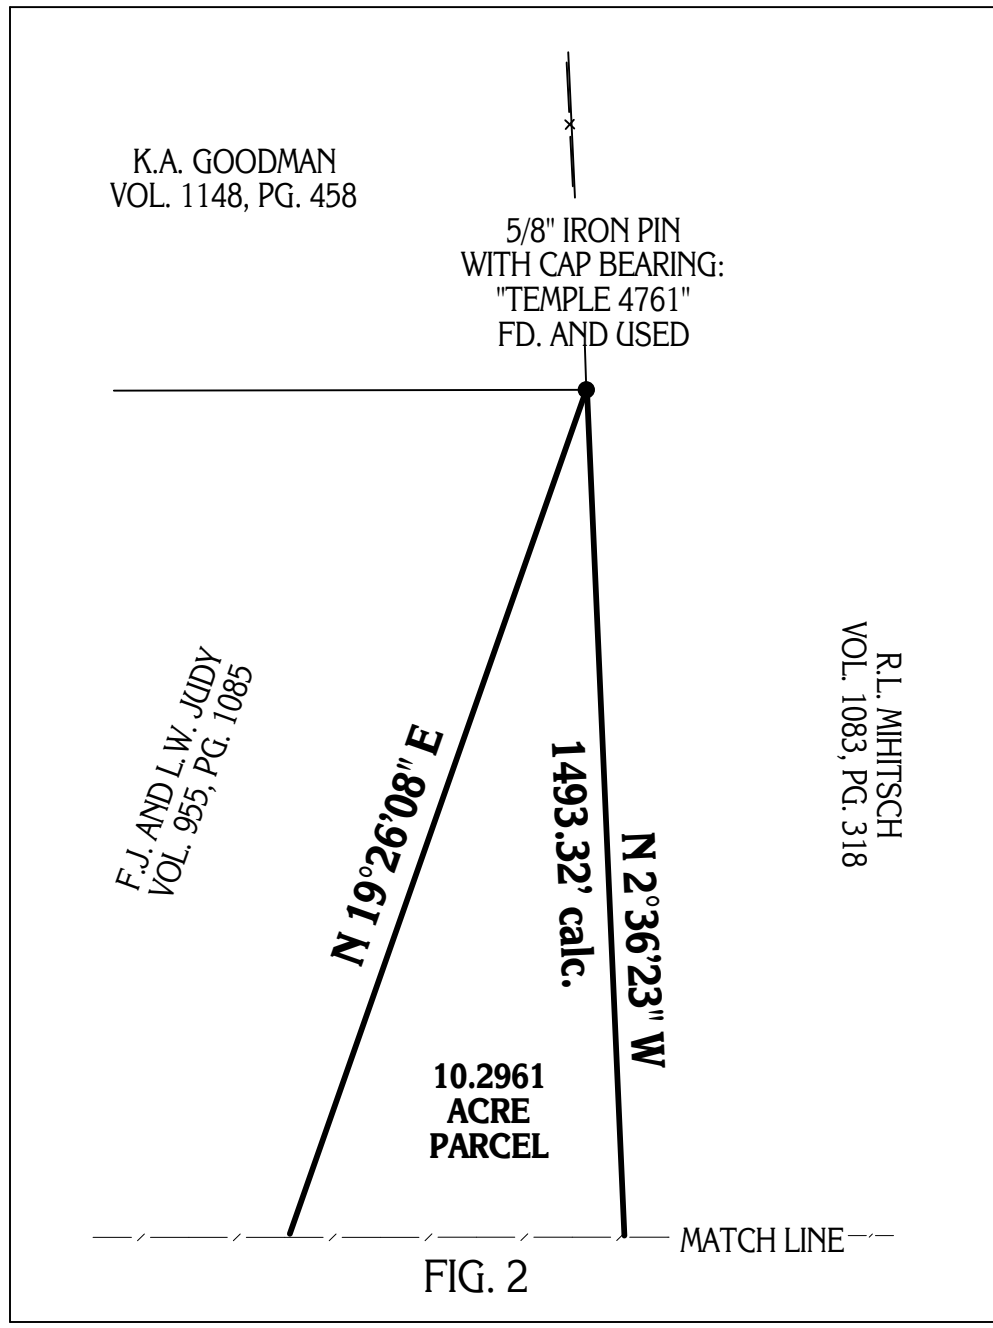 K.A. GOODMAN
VOL. 1148, PG. 458
5/8" IRON PIN
WITH CAP BEARING:
"TEMPLE 4761"
FD. AND USED
F.J. AND L.W. JUDY
VOL. 955, PG. 1085
N 19°26'08" E
1493.32' calc.
N 2°36'23" W
R.L. MIHITSCH
VOL. 1083, PG. 318
10.2961
ACRE
PARCEL
MATCH LINE
FIG. 2